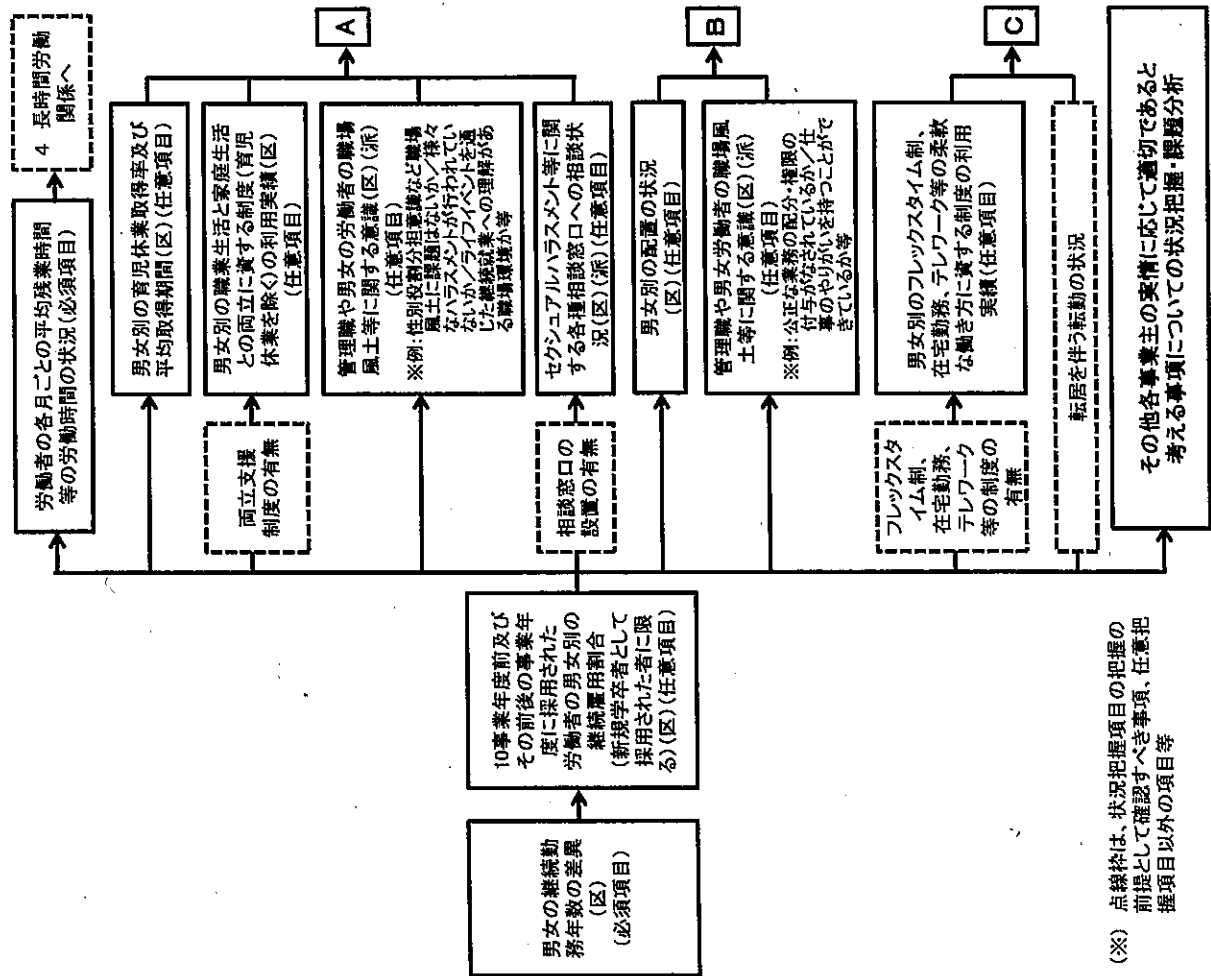 男女の継続勤
務年数の差異
(区)
(必須項目)
10事業年度前及び
その前後の事業年
度に採用された
労働者の男女別の
継続雇用割合
(新規学卒者として
採用された者に限
る)(区)(任意項目)
労働者の各月ごとの平均残業時間
等の労働時間の状況(必須項目)
4 長時間労働
関係へ
男女別の育児休業取得率及び
平均取得期間(区)(任意項目)
両立支援
制度の有無
男女別の職業生活と家庭生活
との両立に資する制度(育児
休業を除く)の利用実績(区)
(任意項目)
管理職や男女の労働者の職場
風土等に関する意識(区)(派)
(任意項目)
※例:性別役割分担意識など職場
風土に課題はないか/様々
なハラスメントが行われてい
ないか/ライフイベントを通
じた継続就業への理解があ
る職場環境か等
相談窓口の
設置の有無
セクシュアルハラスメント等に関
する各種相談窓口への相談状
況(区)(派)(任意項目)
A
男女別の配置の状況
(区)(任意項目)
管理職や男女労働者の職場風
土等に関する意識(区)(派)
(任意項目)
※例:公正な業務の配分・権限の
付与がなされているか/仕
事のやりがいを持つことがで
きているか等
B
フレックスタ
イム制、
在宅勤務、
テレワーク
等の制度の
有無
男女別のフレックスタイム制、
在宅勤務、テレワーク等の柔軟
な働き方に資する制度の利用
実績(任意項目)
転居を伴う転勤の状況
C
その他各事業主の実情に応じて適切であると
考える事項についての状況把握・課題分析
(※) 点線枠は、状況把握項目の把握の
前提として確認すべき事項、任意把
握項目以外の項目等